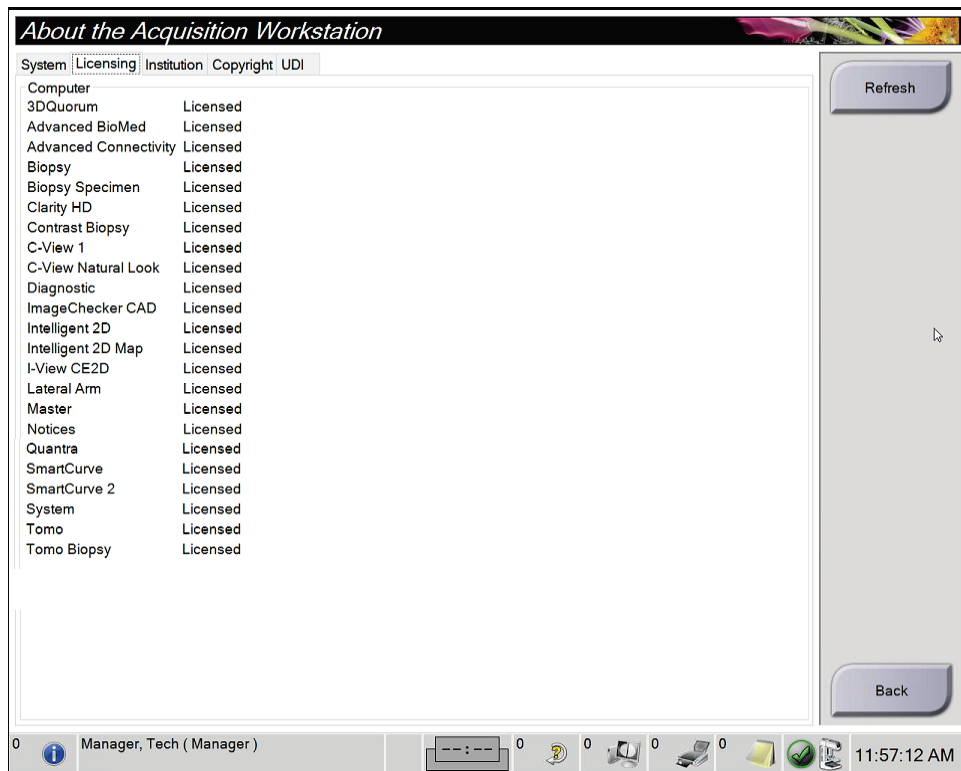 About the Acquisition Workstation
System Licensing Institution Copyright UDI
Refresh
Computer
3DQuorum Licensed
Advanced BioMed Licensed
Advanced Connectivity Licensed
Biopsy Licensed
Biopsy Specimen Licensed
Clarity HD Licensed
Contrast Biopsy Licensed
C-View 1 Licensed
C-View Natural Look Licensed
Diagnostic Licensed
ImageChecker CAD Licensed
Intelligent 2D Licensed
Intelligent 2D Map Licensed
I-View CE2D Licensed
Lateral Arm Licensed
Master Licensed
Notices Licensed
Quantra Licensed
SmartCurve Licensed
SmartCurve 2 Licensed
System Licensed
Tomo Licensed
Tomo Biopsy Licensed
Back
0 Manager, Tech ( Manager ) --:-- 0 0 0 0 11:57:12 AM